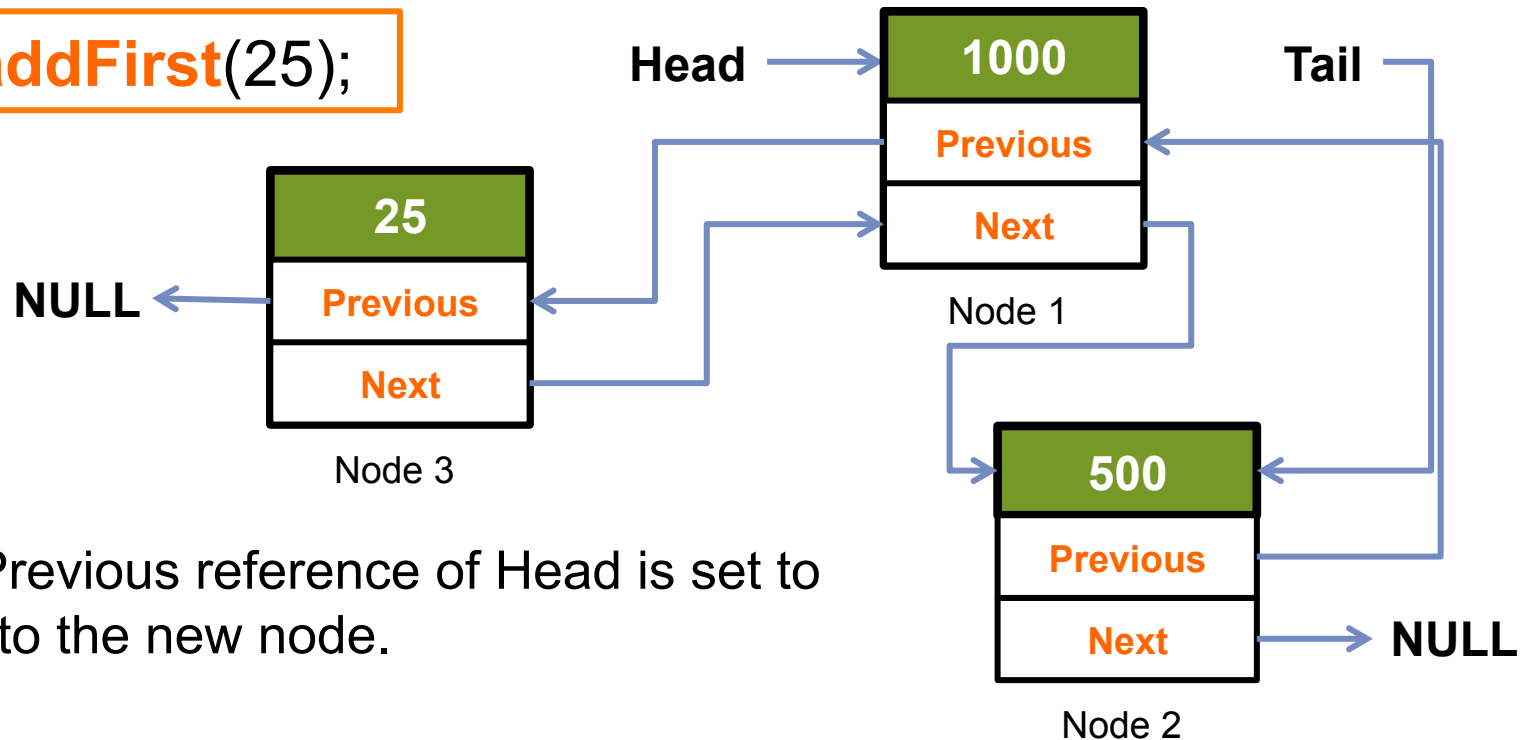 addFirst(25);
Head
1000
Tail
Previous
Next
Node 1
25
NULL
Previous
Next
Node 3
500
Previous
Next
NULL
Node 2
Previous reference of Head is set to
to the new node.